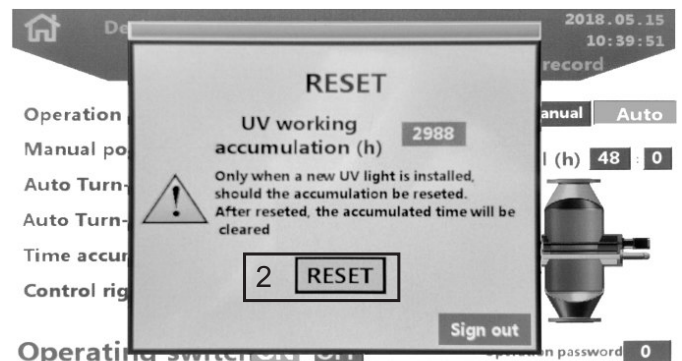 2018.05.15
De
10:39:51
record
RESET
Operation
anual Auto
UV working
accumulation (h) 2988
Manual po
(h) 48 : 0
Only when a new UV light is installed,
should the accumulation be reseted.
After reseted, the accumulated time will be
cleared
Auto Turn-
Auto Turn-
Time accur
2 RESET
Control rig
Sign out
Operating switch
password 0